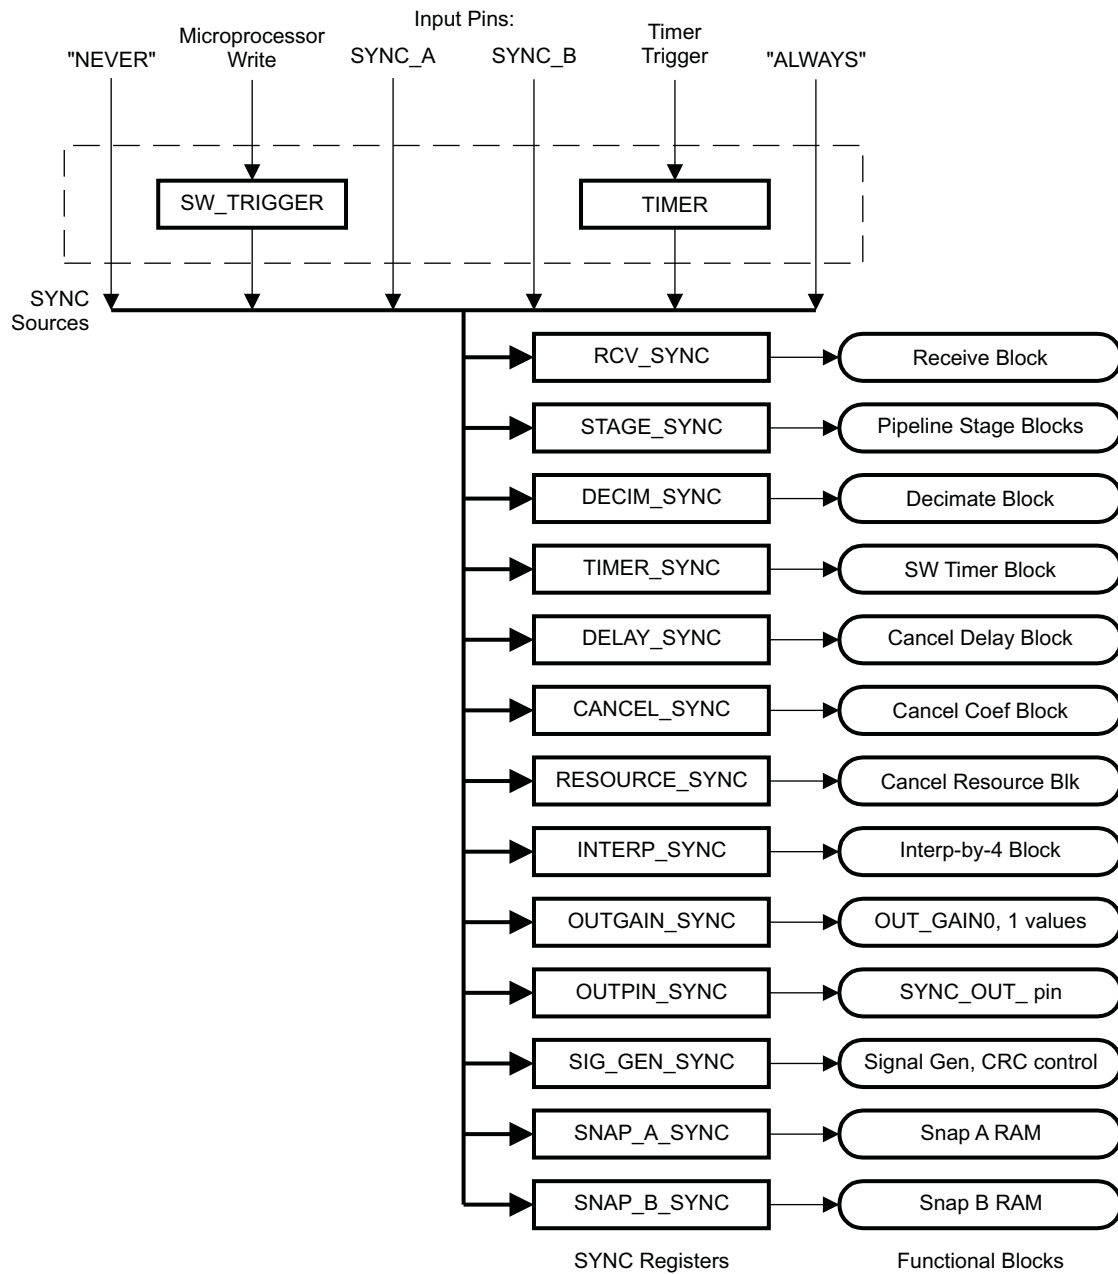 Input Pins:
"NEVER"
Microprocessor
Write
SYNC_A
SYNC_B
Timer
Trigger
"ALWAYS"
SW_TRIGGER
TIMER
SYNC
Sources
RCV_SYNC
Receive Block
STAGE_SYNC
Pipeline Stage Blocks
DECIM_SYNC
Decimate Block
TIMER_SYNC
SW Timer Block
DELAY_SYNC
Cancel Delay Block
CANCEL_SYNC
Cancel Coef Block
RESOURCE_SYNC
Cancel Resource Blk
INTERP_SYNC
Interp-by-4 Block
OUTGAIN_SYNC
OUT_GAIN0, 1 values
OUTPIN_SYNC
SYNC_OUT_ pin
SIG_GEN_SYNC
Signal Gen, CRC control
SNAP_A_SYNC
Snap A RAM
SNAP_B_SYNC
Snap B RAM
SYNC Registers
Functional Blocks